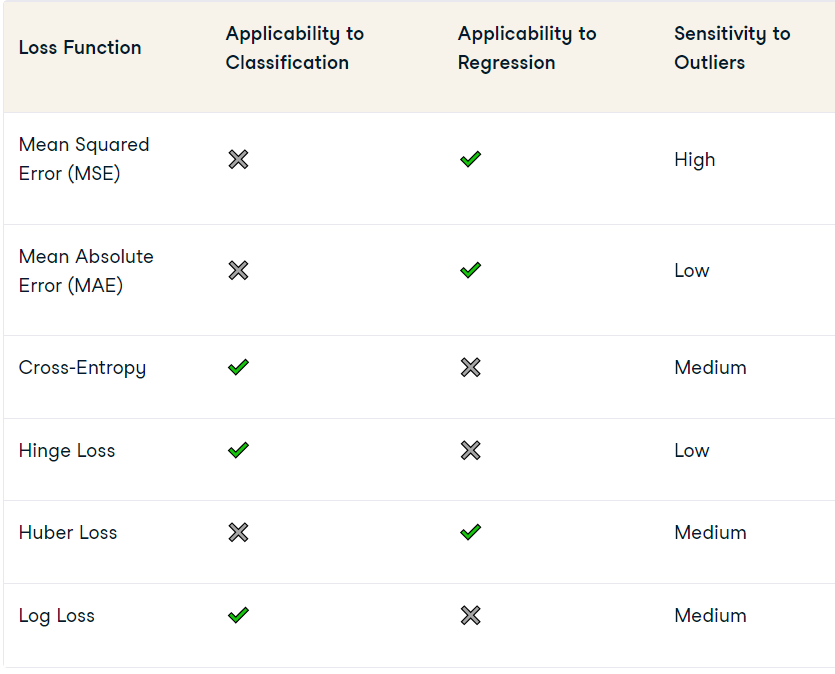 Loss Function
Applicability to
Classification
Applicability to
Regression
Sensitivity to
Outliers
Mean Squared
Error (MSE)
High
Mean Absolute
Error (MAE)
Low
Cross-Entropy
Medium
Hinge Loss
Low
Huber Loss
Medium
Log Loss
Medium